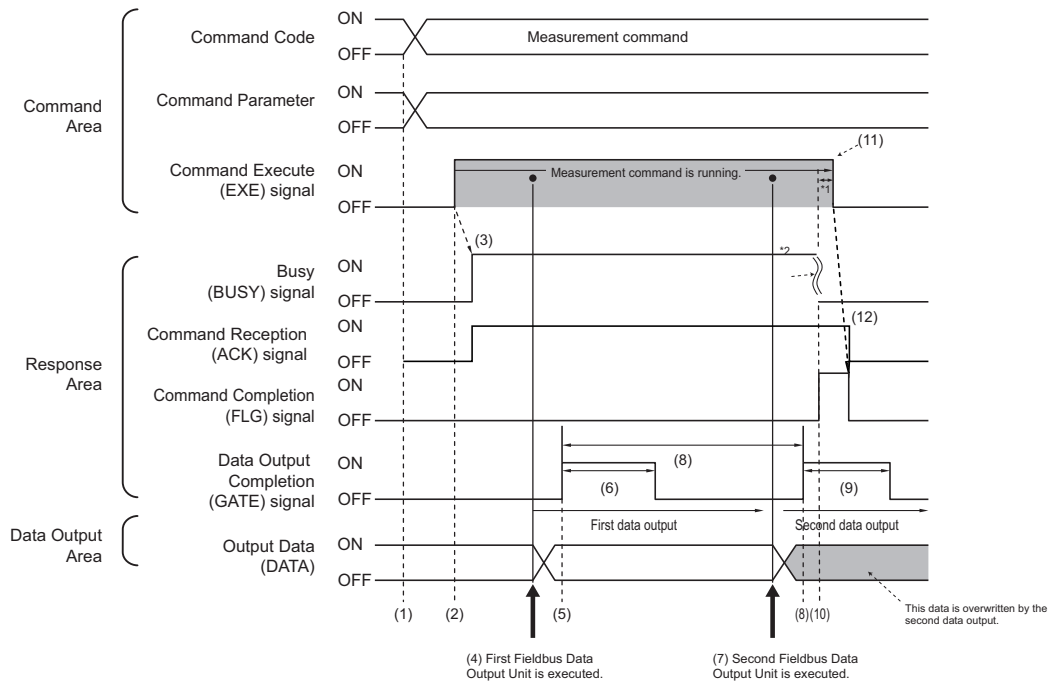 Command
Area
Command Code
ON
OFF
Measurement command
Command Parameter
ON
OFF
Command Execute
(EXE) signal
ON
OFF
Measurement command is running.
*1
(11)
Response
Area
Busy
(BUSY) signal
ON
OFF
(3)
*2
Command Reception
(ACK) signal
ON
OFF
(12)
Command Completion
(FLG) signal
ON
OFF
Data Output
Completion
(GATE) signal
ON
OFF
(8)
(6)
(9)
First data output
Second data output
Data Output
Area
Output Data
(DATA)
ON
OFF
(1)
(2)
(5)
(8)(10)
This data is overwritten by the
second data output.
(4) First Fieldbus Data
Output Unit is executed.
(7) Second Fieldbus Data
Output Unit is executed.